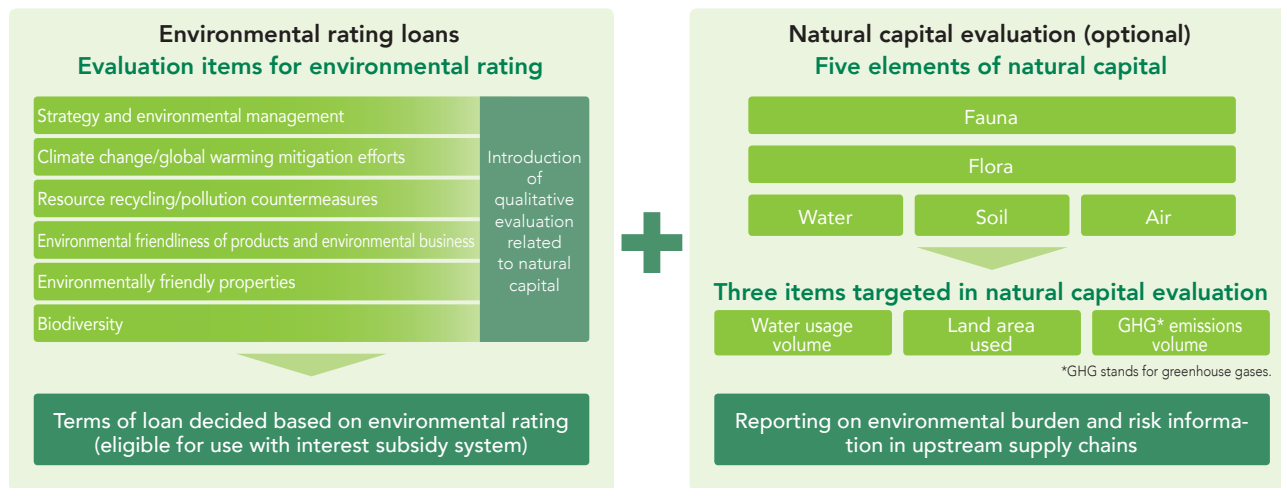 Environmental rating loans
Evaluation items for environmental rating
Strategy and environmental management
Climate change/global warming mitigation efforts
Resource recycling/pollution countermeasures
Environmental friendliness of products and environmental business
Environmentally friendly properties
Biodiversity
Introduction
of
qualitative
evaluation
related
to natural
capital
Terms of loan decided based on environmental rating
(eligible for use with interest subsidy system)
Natural capital evaluation (optional)
Five elements of natural capital
Fauna
Flora
Water
Soil
Air
Three items targeted in natural capital evaluation
Water usage
volume
Land area
used
GHG* emissions
volume
*GHG stands for greenhouse gases.
Reporting on environmental burden and risk informa-
tion in upstream supply chains